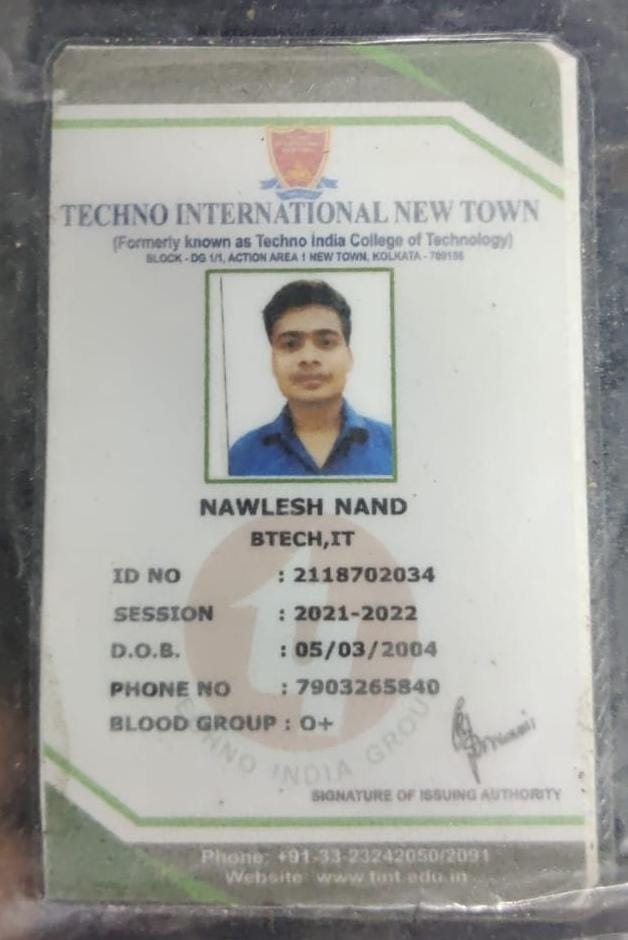 TECHNO INTERNATIONAL NEW TOWN
(Formerly known as Techno India College of Technology)
BLOCK - DG 1/1, ACTION AREA 1 NEW TOWN, KOLKATA - 700156
NAWLESH NAND
BTECH,IT
ID NO : 2118702034
SESSION : 2021-2022
D.O.B. : 05/03/2004
PHONE NO : 7903265840
BLOOD GROUP : O+
TECHNO INDIA GROUP
SIGNATURE OF ISSUING AUTHORITY
Phone: +91-33-23242050/2091
Website: www.tint.edu.in